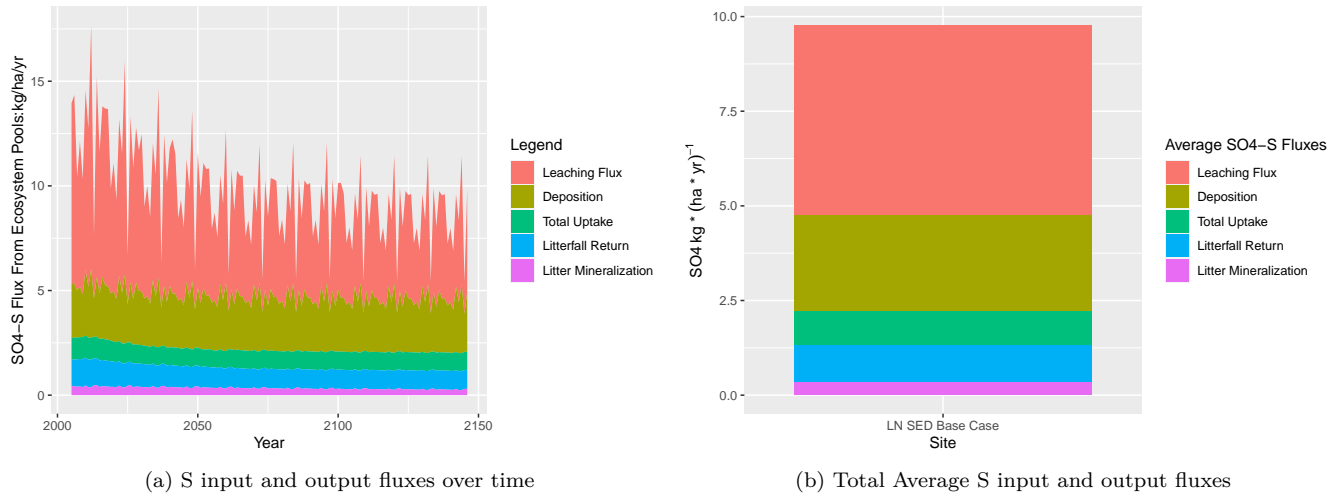 SO4−S Flux From Ecosystem Pools:kg/ha/yr
15
10
5
0
2000
2050
2100
2150
Year
Legend
Leaching Flux
Deposition
Total Uptake
Litterfall Return
Litter Mineralization
(a) S input and output fluxes over time
SO4 kg * (ha * yr)⁻¹
10.0
7.5
5.0
2.5
0.0
LN SED Base Case
Site
Average SO4−S Fluxes
Leaching Flux
Deposition
Total Uptake
Litterfall Return
Litter Mineralization
(b) Total Average S input and output fluxes